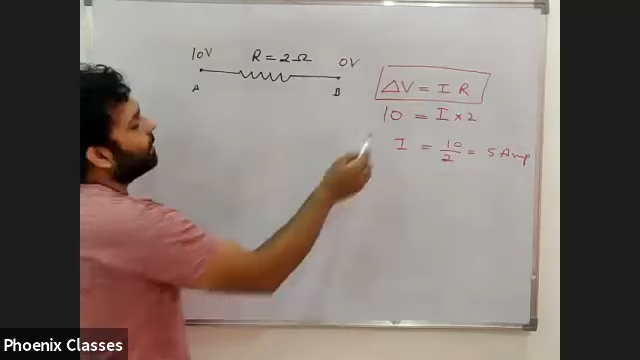 10V R = 2Ω 0V
A B
ΔV = I R
10 = I × 2
I = 10/2 = 5 Amp
Phoenix Classes